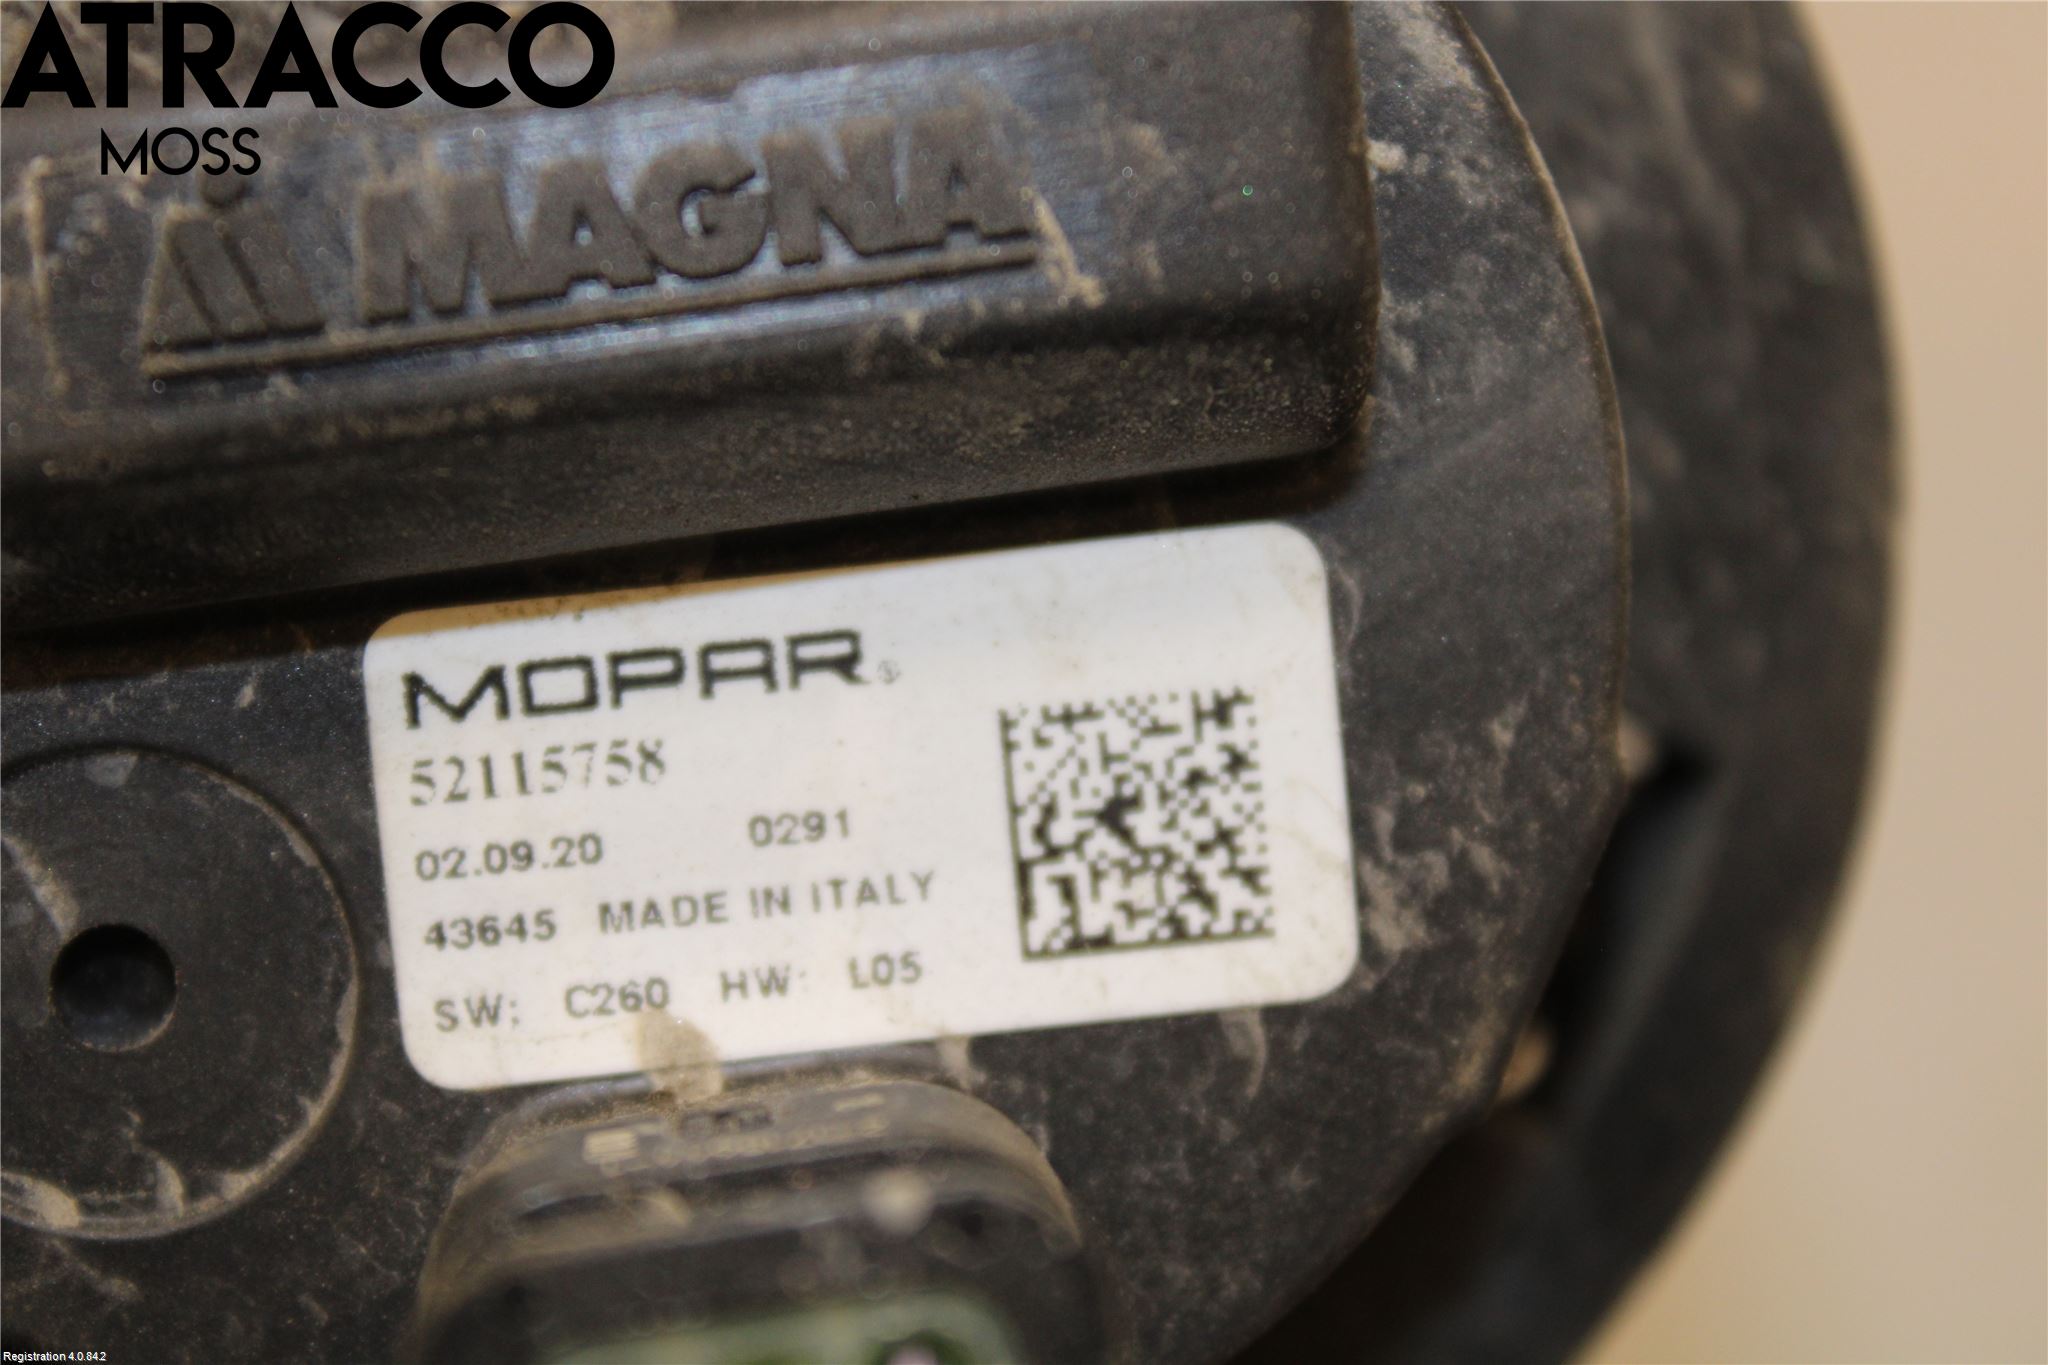 ATRACCO
MOSS
MAGNA
MOPAR
52115758
02.09.20 0291
43645 MADE IN ITALY
SW: C260 HW: L05
Registration 4.0.84.2